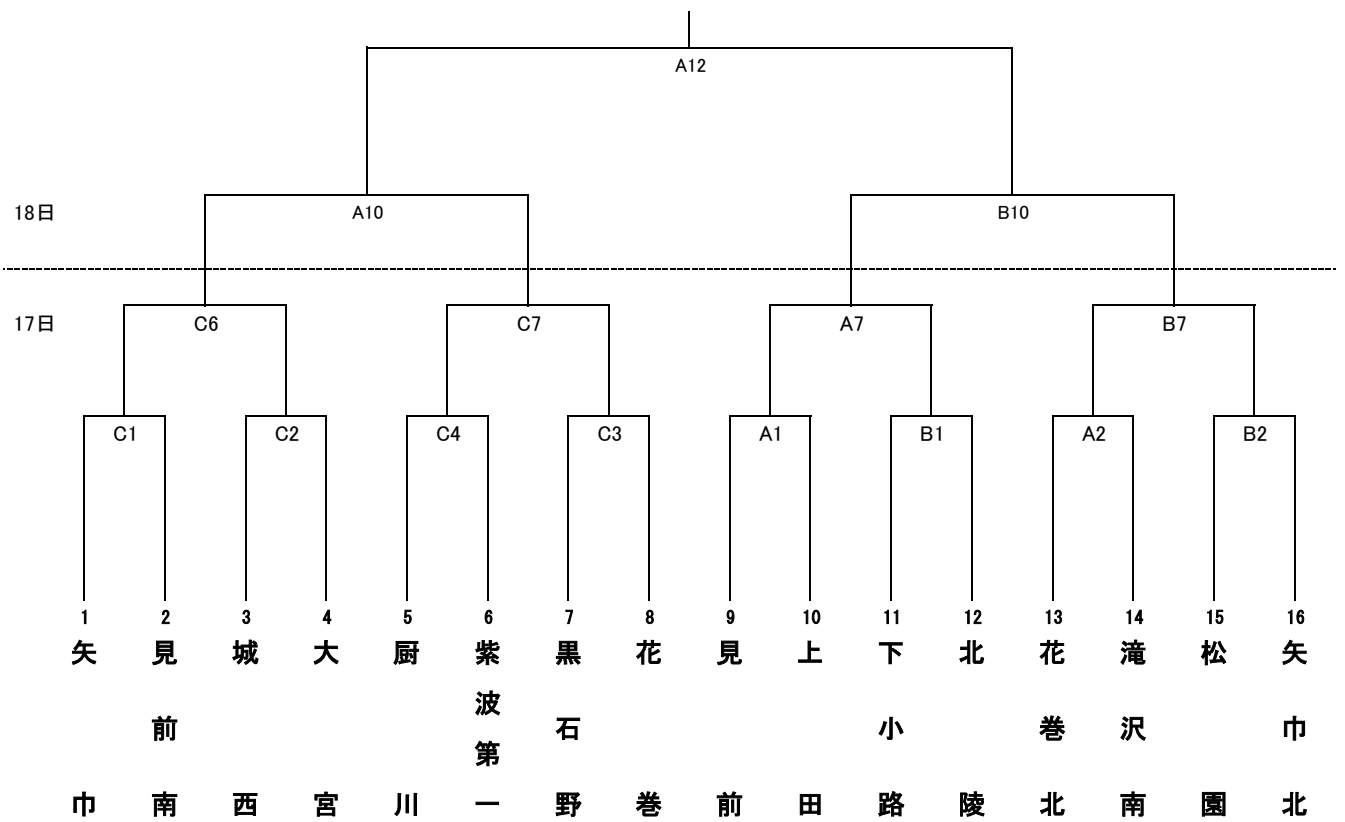 A12
18日
A10
B10
17日
C6
C7
A7
B7
C1
C2
C4
C3
A1
B1
A2
B2
1
2
3
4
5
6
7
8
9
10
11
12
13
14
15
16
矢巾
見前南
城西
大宮
厨川
紫波第一
黒石野
花巻
見前
上田
下小路
北陵
花巻北
滝沢南
松園
矢巾北